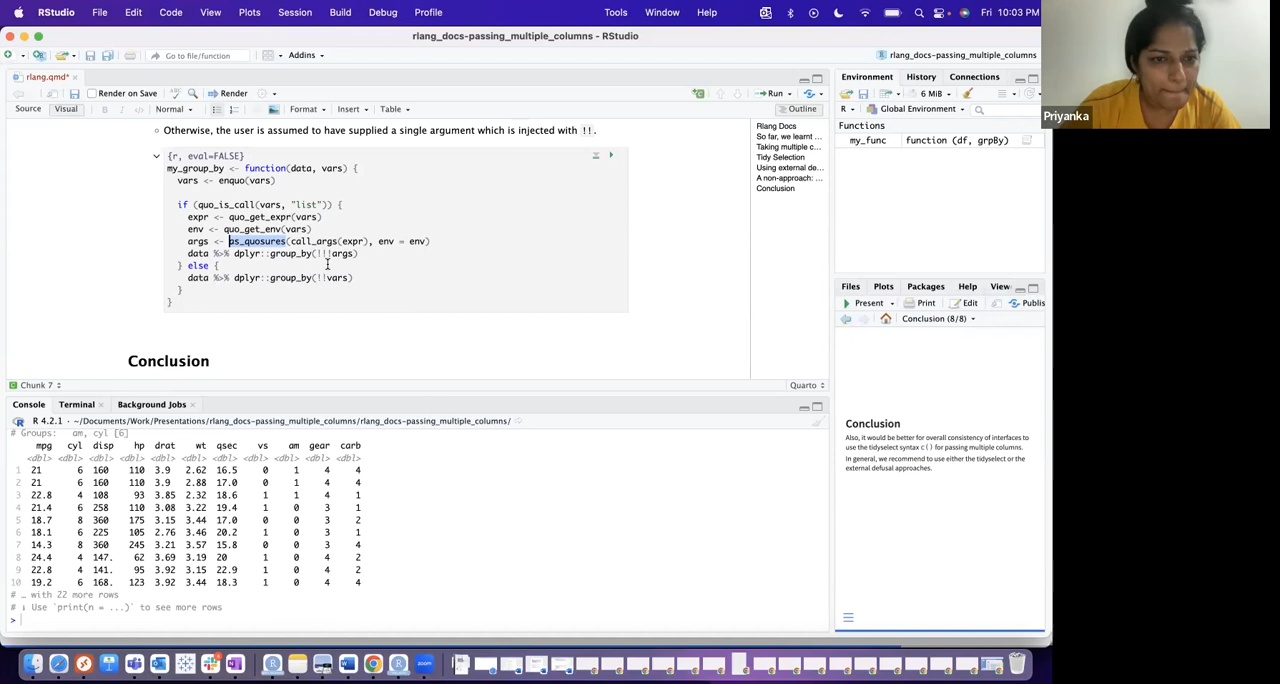 RStudio File Edit Code View Plots Session Build Debug Profile Tools Window Help Fri 10:03 PM
rlang_docs-passing_multiple_columns - RStudio
Go to file/function Addins rlang_docs-passing_multiple_columns
rlang.qmd*
Render on Save Render Run
Source Visual B I Normal Format Insert Table Outline
Otherwise, the user is assumed to have supplied a single argument which is injected with !!.
{r, eval=FALSE}
my_group_by <- function(data, vars) {
vars <- enquo(vars)
if (quo_is_call(vars, "list")) {
expr <- quo_get_expr(vars)
env <- quo_get_env(vars)
args <- as_quosures(call_args(expr), env = env)
data %>% dplyr::group_by(!!!args)
} else {
data %>% dplyr::group_by(!!vars)
}
}
Conclusion
Rlang Docs
So far, we learnt ...
Taking multiple c...
Tidy Selection
Using external de...
A non-approach: ...
Conclusion
Chunk 7 Quarto
Console Terminal Background Jobs
R 4.2.1 · ~/Documents/Work/Presentations/rlang_docs-passing_multiple_columns/rlang_docs-passing_multiple_columns/
# Groups: am, cyl [6]
mpg cyl disp hp drat wt qsec vs am gear carb
<dbl> <dbl> <dbl> <dbl> <dbl> <dbl> <dbl> <dbl> <dbl> <dbl> <dbl>
1 21 6 160 110 3.9 2.62 16.5 0 1 4 4
2 21 6 160 110 3.9 2.88 17.0 0 1 4 4
3 22.8 4 108 93 3.85 2.32 18.6 1 1 4 1
4 21.4 6 258 110 3.08 3.22 19.4 1 0 3 1
5 18.7 8 360 175 3.15 3.44 17.0 0 0 3 2
6 18.1 6 225 105 2.76 3.46 20.2 1 0 3 1
7 14.3 8 360 245 3.21 3.57 15.8 0 0 3 4
8 24.4 4 147. 62 3.69 3.19 20 1 0 4 2
9 22.8 4 141. 95 3.92 3.15 22.9 1 0 4 2
10 19.2 6 168. 123 3.92 3.44 18.3 1 0 4 4
# … with 22 more rows
# ℹ Use `print(n = ...)` to see more rows
>
Environment History Connections
6 MiB
R Global Environment
Functions
my_func function (df, grpBy)
Files Plots Packages Help View
Present Print Edit Publis
Conclusion (8/8)
Conclusion
Also, it would be better for overall consistency of interfaces to
use the tidyselect syntax c() for passing multiple columns.
In general, we recommend to use either the tidyselect or the
external defusal approaches.
Priyanka
zoom